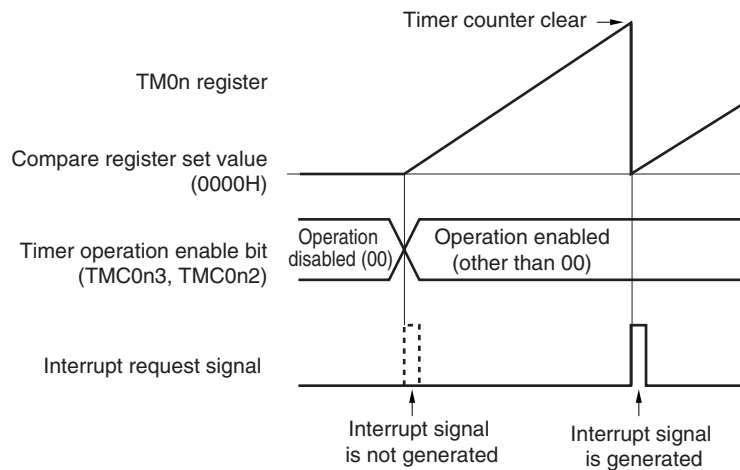 Timer counter clear
TM0n register
Compare register set value
(0000H)
Timer operation enable bit
(TMC0n3, TMC0n2)
Operation
disabled (00)
Operation enabled
(other than 00)
Interrupt request signal
Interrupt signal
is not generated
Interrupt signal
is generated